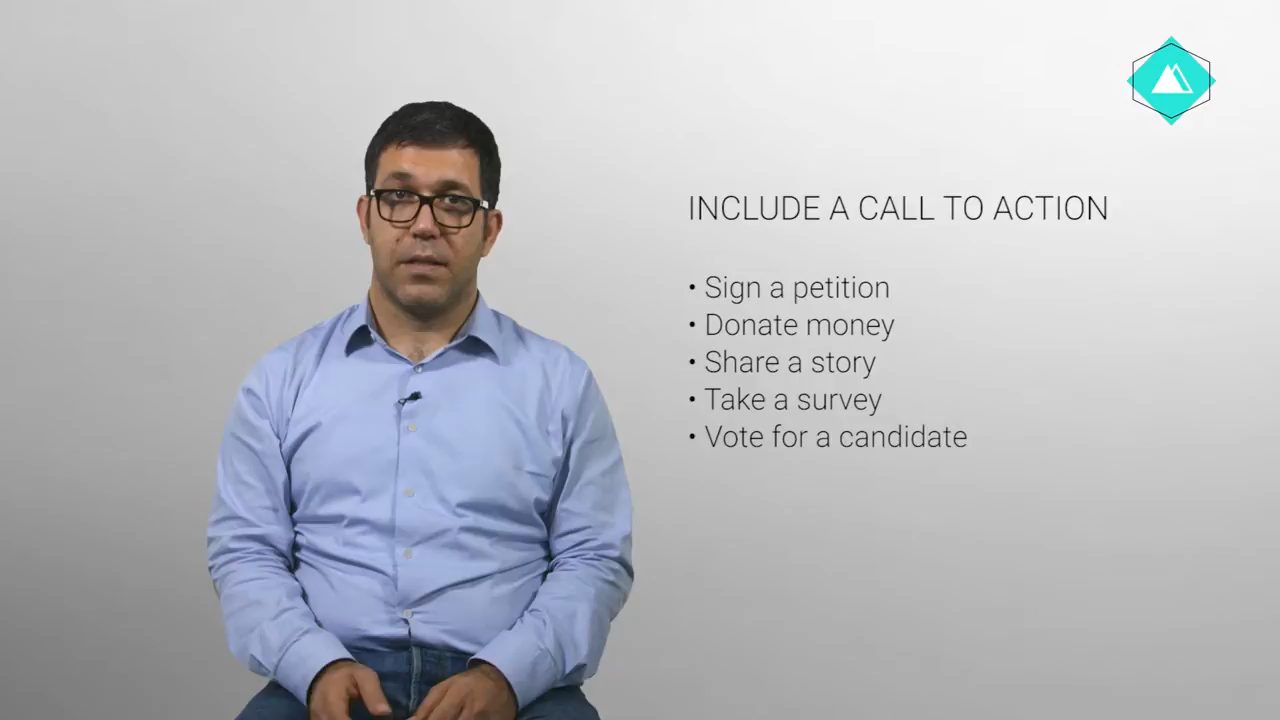 INCLUDE A CALL TO ACTION
• Sign a petition
• Donate money
• Share a story
• Take a survey
• Vote for a candidate